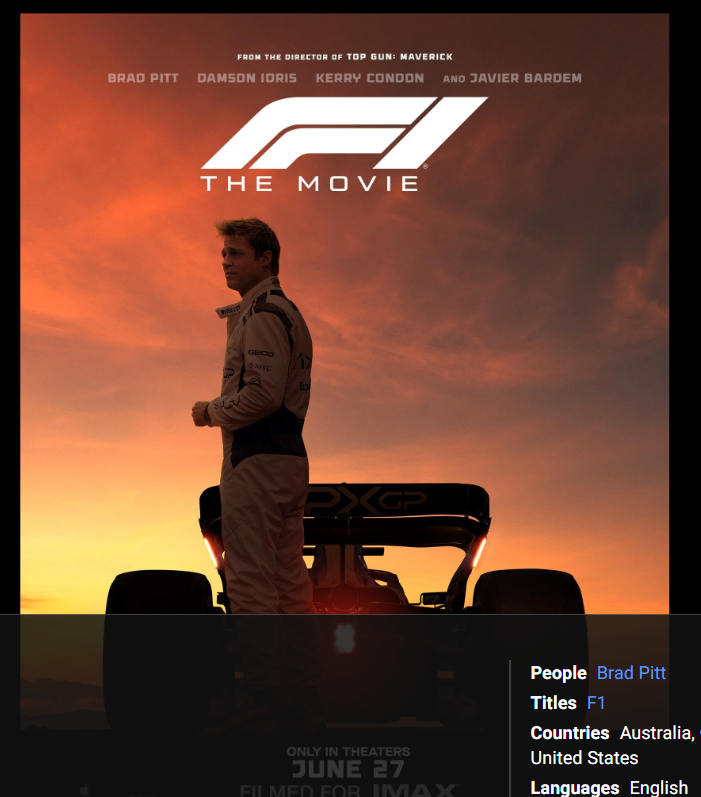 FROM THE DIRECTOR OF TOP GUN: MAVERICK
BRAD PITT DAMSON IDRIS KERRY CONDON AND JAVIER BARDEM
F1®
THE MOVIE
GEICO
MSC
PXGP
People Brad Pitt
Titles F1
Countries Australia,
United States
Languages English
ONLY IN THEATERS
JUNE 27
FILMED FOR IMAX